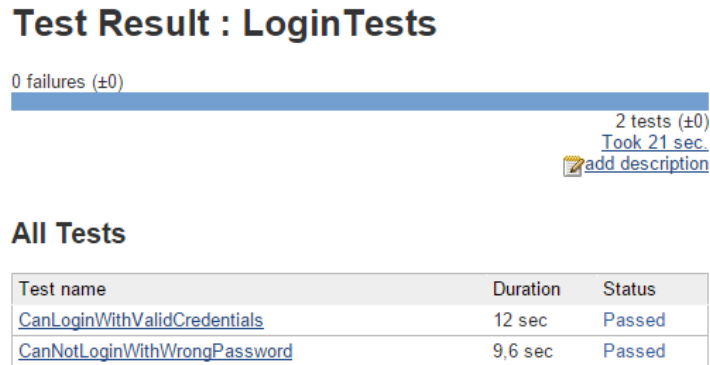 Test Result : LoginTests
0 failures (±0)
2 tests (±0)
Took 21 sec.
add description
All Tests
Test name Duration Status
CanLoginWithValidCredentials 12 sec Passed
CanNotLoginWithWrongPassword 9,6 sec Passed